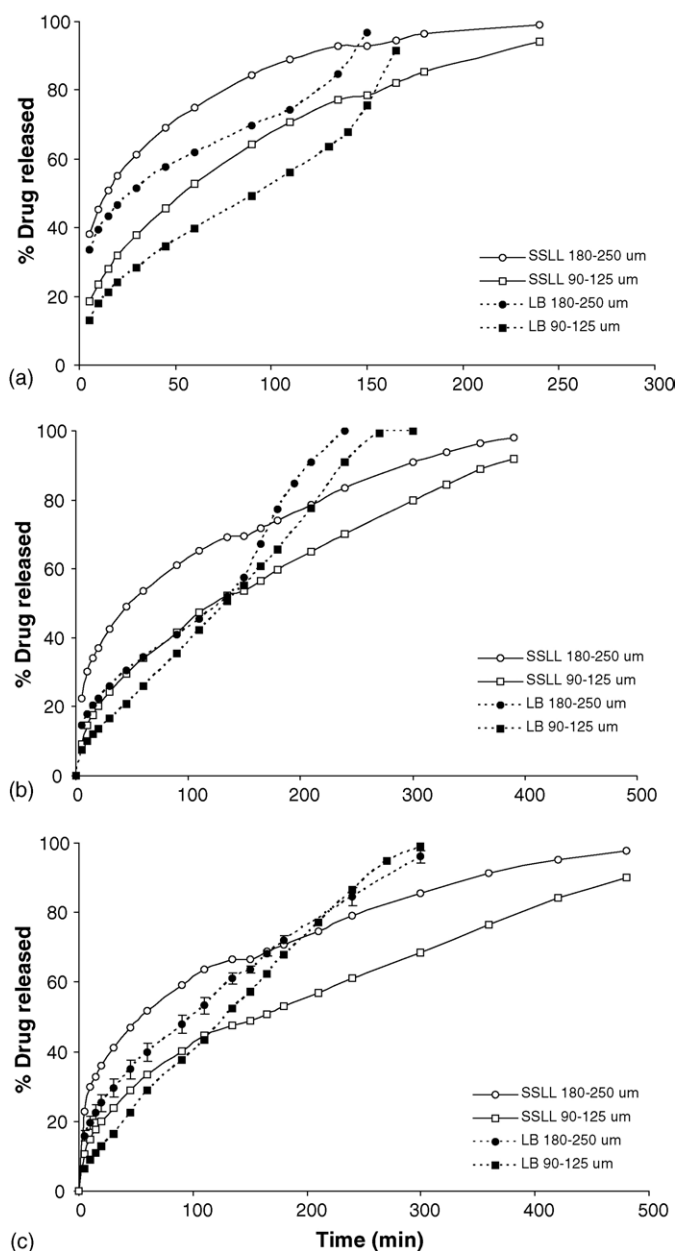 100
80
60
40
20
0
% Drug released
SSLL 180-250 um
SSLL 90-125 um
LB 180-250 um
LB 90-125 um
0 50 100 150 200 250 300
(a)
100
80
60
40
20
0
% Drug released
SSLL 180-250 um
SSLL 90-125 um
LB 180-250 um
LB 90-125 um
0 100 200 300 400 500
(b)
100
80
60
40
20
0
% Drug released
SSLL 180-250 um
SSLL 90-125 um
LB 180-250 um
LB 90-125 um
0 100 200 300 400 500
(c)
Time (min)